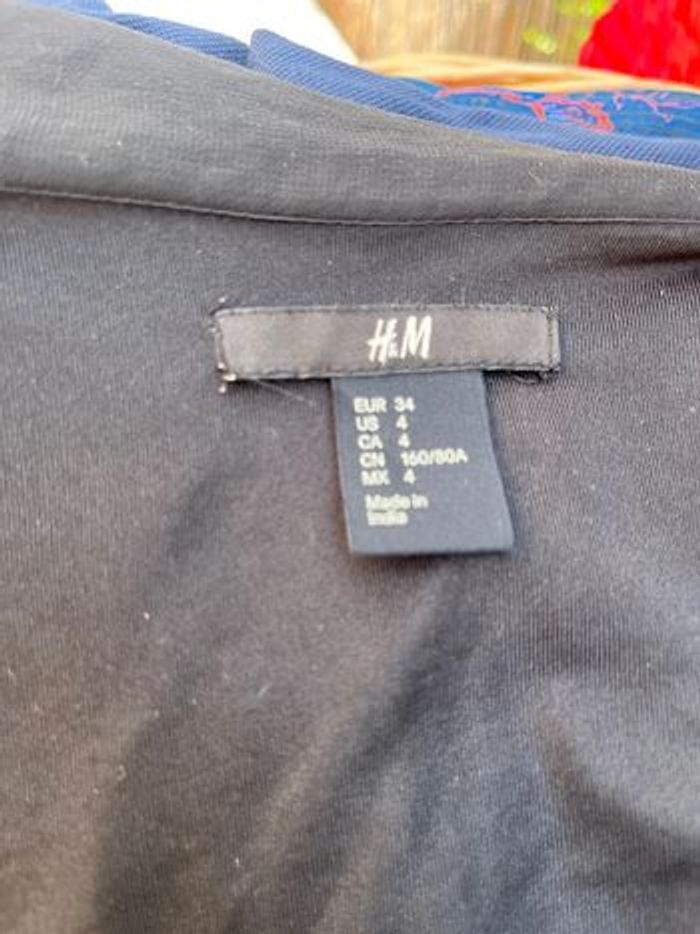 H&M
EUR 34
US 4
CA 4
CN 160/80A
MX 4
Made in
India